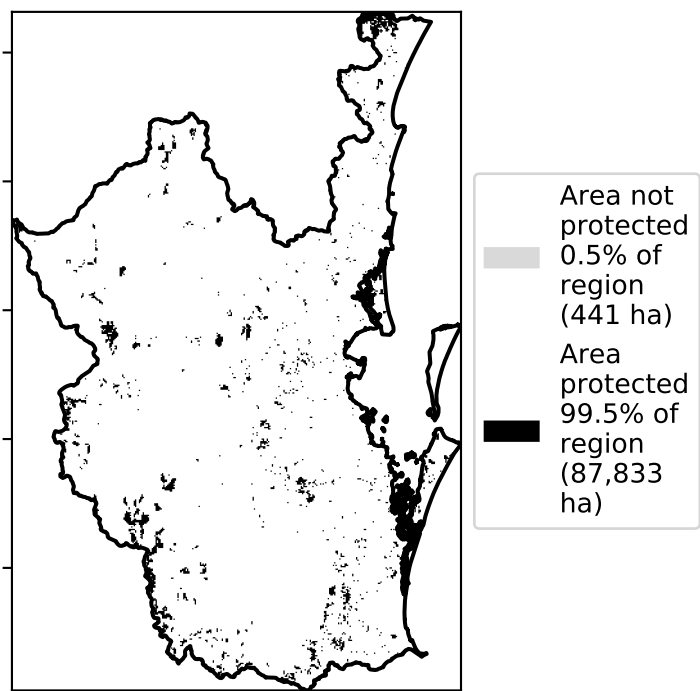 Area not
protected
0.5% of
region
(441 ha)
Area
protected
99.5% of
region
(87,833
ha)